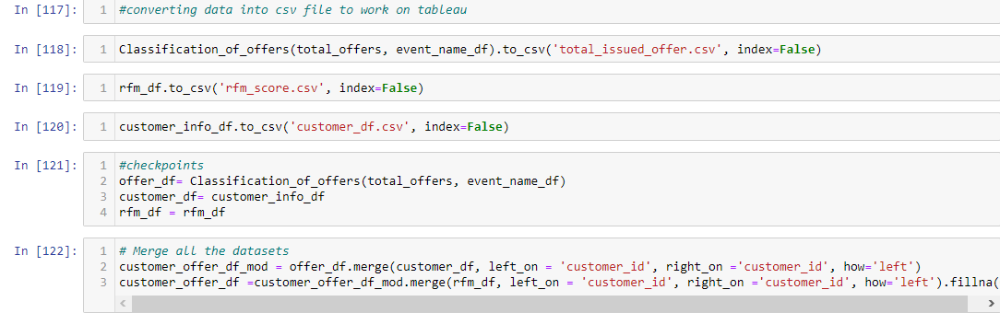 In [117]: 1 #converting data into csv file to work on tableau
In [118]: 1 Classification_of_offers(total_offers, event_name_df).to_csv('total_issued_offer.csv', index=False)
In [119]: 1 rfm_df.to_csv('rfm_score.csv', index=False)
In [120]: 1 customer_info_df.to_csv('customer_df.csv', index=False)
In [121]: 1 #checkpoints
2 offer_df= Classification_of_offers(total_offers, event_name_df)
3 customer_df= customer_info_df
4 rfm_df = rfm_df
In [122]: 1 # Merge all the datasets
2 customer_offer_df_mod = offer_df.merge(customer_df, left_on = 'customer_id', right_on ='customer_id', how='left')
3 customer_offer_df =customer_offer_df_mod.merge(rfm_df, left_on = 'customer_id', right_on ='customer_id', how='left').fillna(